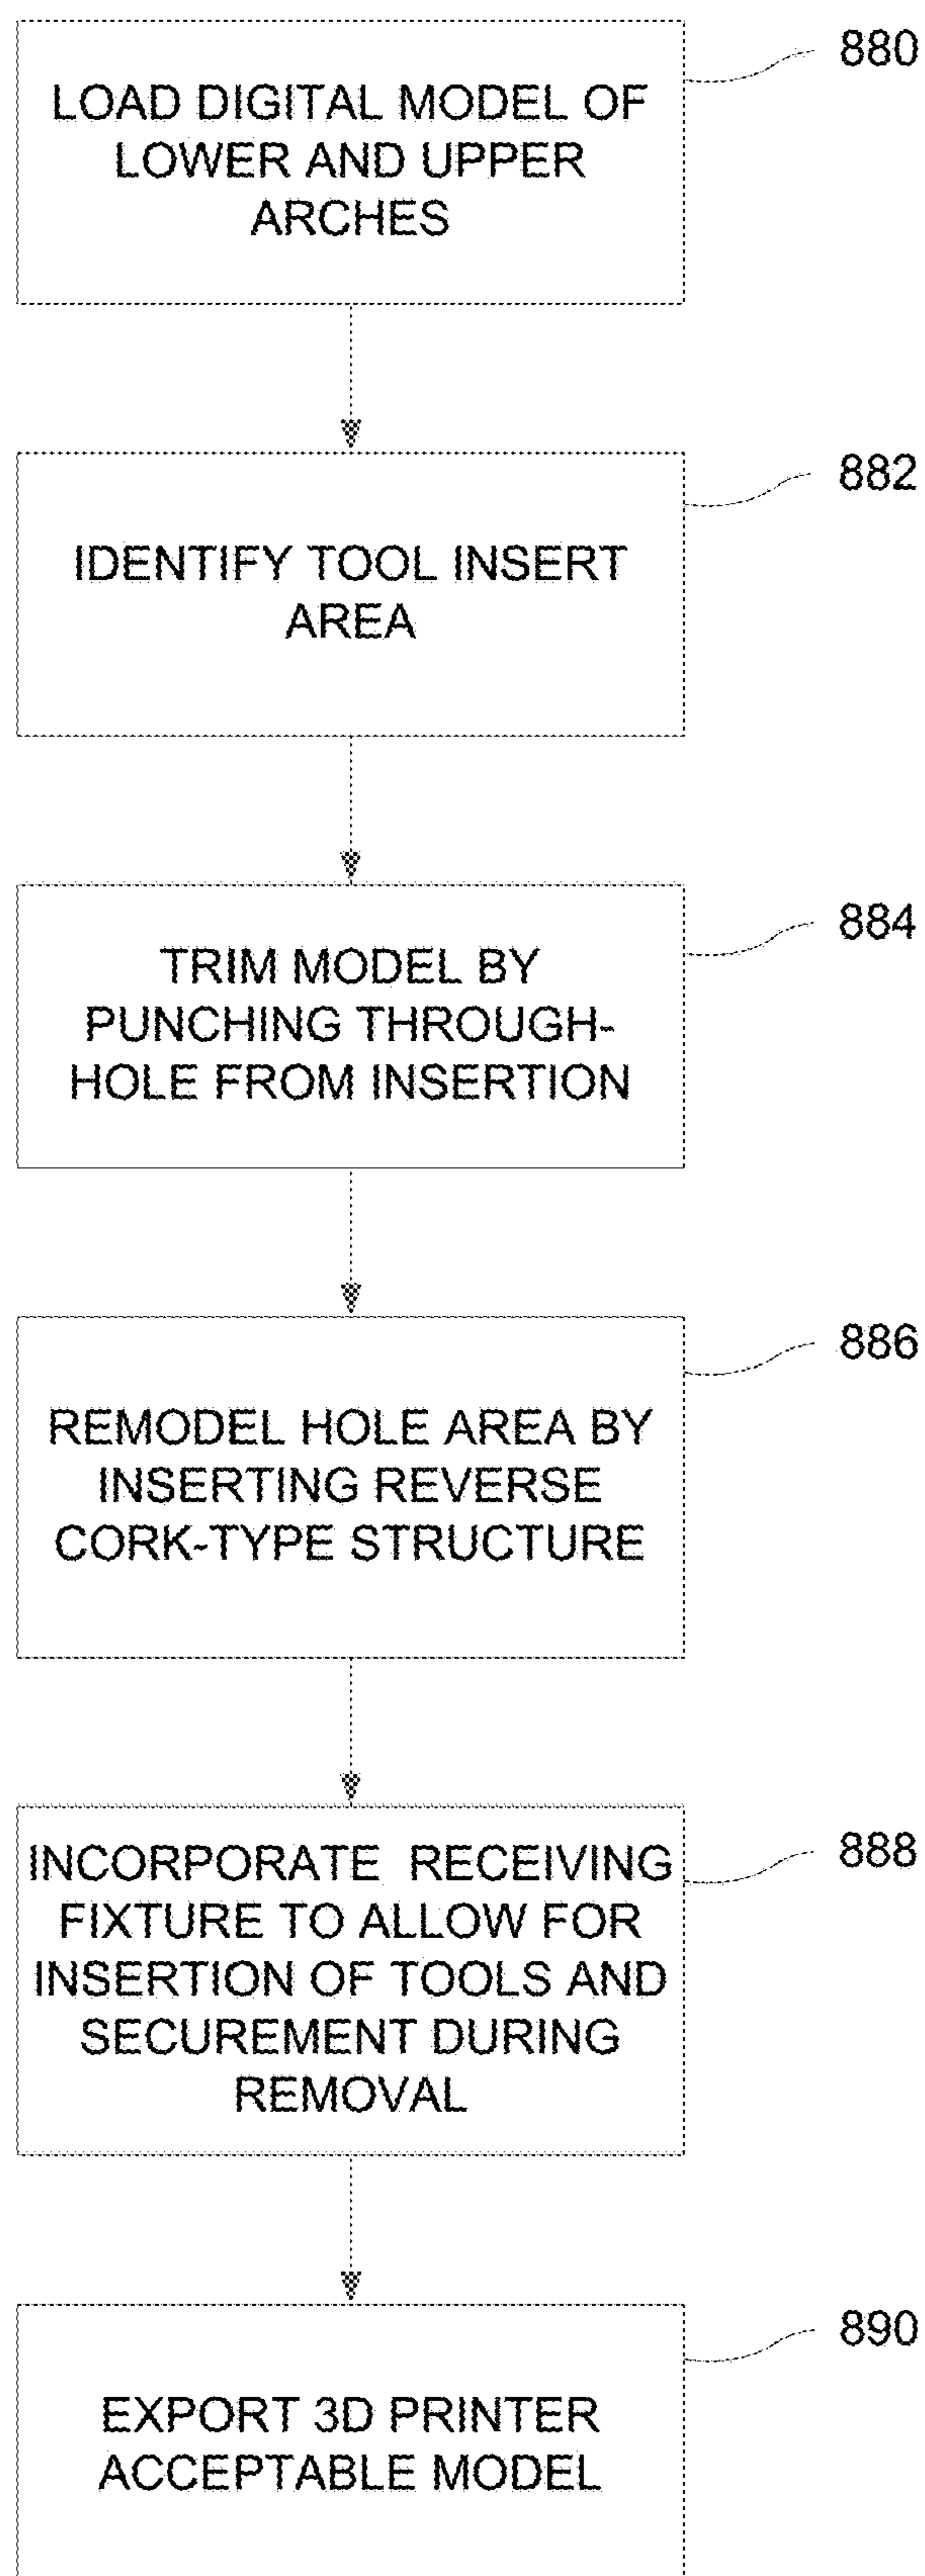 LOAD DIGITAL MODEL OF
LOWER AND UPPER
ARCHES
880
IDENTIFY TOOL INSERT
AREA
882
TRIM MODEL BY
PUNCHING THROUGH-
HOLE FROM INSERTION
884
REMODEL HOLE AREA BY
INSERTING REVERSE
CORK-TYPE STRUCTURE
886
INCORPORATE RECEIVING
FIXTURE TO ALLOW FOR
INSERTION OF TOOLS AND
SECUREMENT DURING
REMOVAL
888
EXPORT 3D PRINTER
ACCEPTABLE MODEL
890